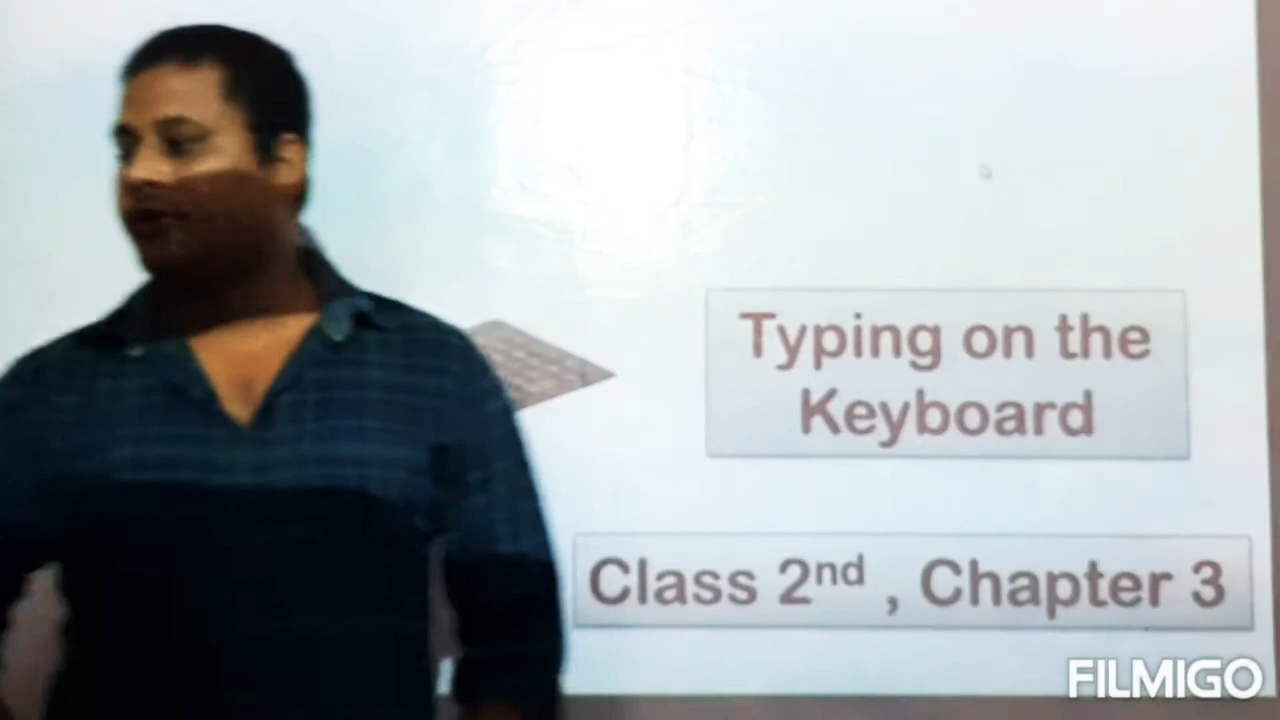 Typing on the
Keyboard
Class 2nd , Chapter 3
FILMIGO